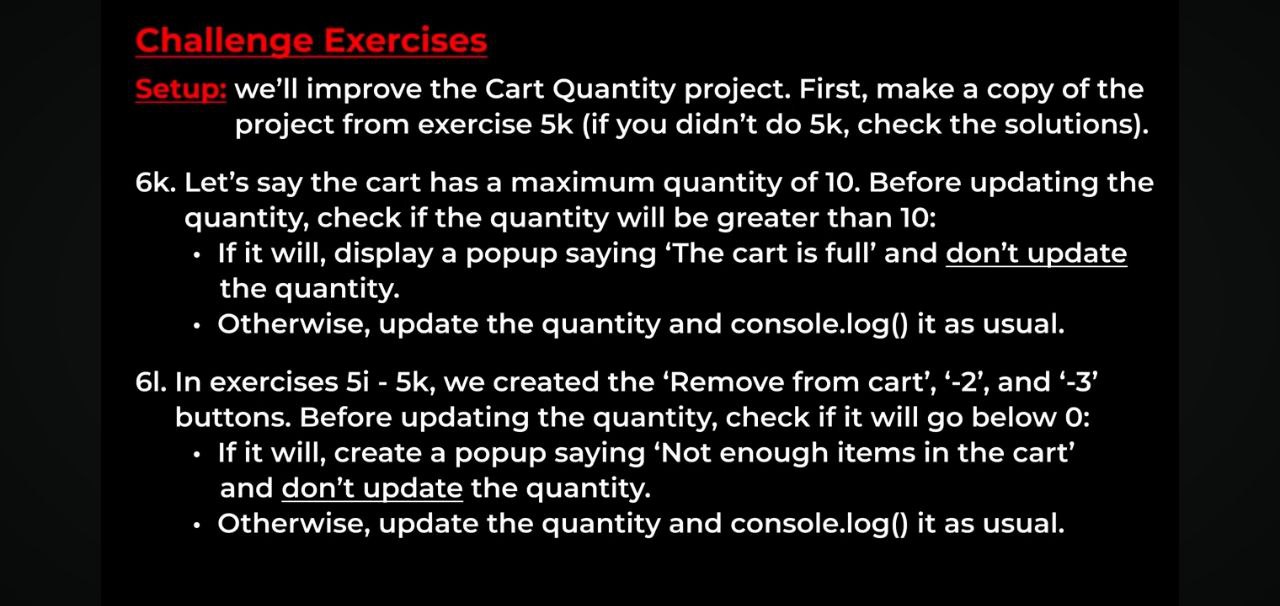 Challenge Exercises
Setup: we’ll improve the Cart Quantity project. First, make a copy of the
project from exercise 5k (if you didn’t do 5k, check the solutions).
6k. Let’s say the cart has a maximum quantity of 10. Before updating the
quantity, check if the quantity will be greater than 10:
• If it will, display a popup saying ‘The cart is full’ and don’t update
the quantity.
• Otherwise, update the quantity and console.log() it as usual.
6l. In exercises 5i - 5k, we created the ‘Remove from cart’, ‘-2’, and ‘-3’
buttons. Before updating the quantity, check if it will go below 0:
• If it will, create a popup saying ‘Not enough items in the cart’
and don’t update the quantity.
• Otherwise, update the quantity and console.log() it as usual.